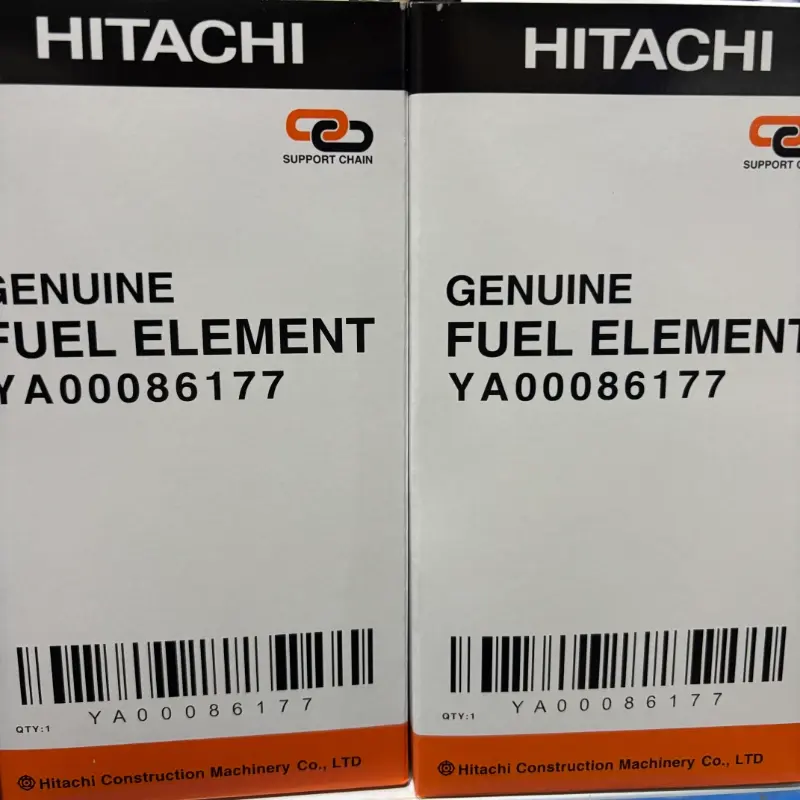 HITACHI
SUPPORT CHAIN
GENUINE
FUEL ELEMENT
YA00086177
YA00086177
QTY:1
Hitachi Construction Machinery Co., LTD
HITACHI
SUPPORT
GENUINE
FUEL ELEMENT
YA00086177
YA00086177
QTY:1
Hitachi Construction Machinery Co., LTD